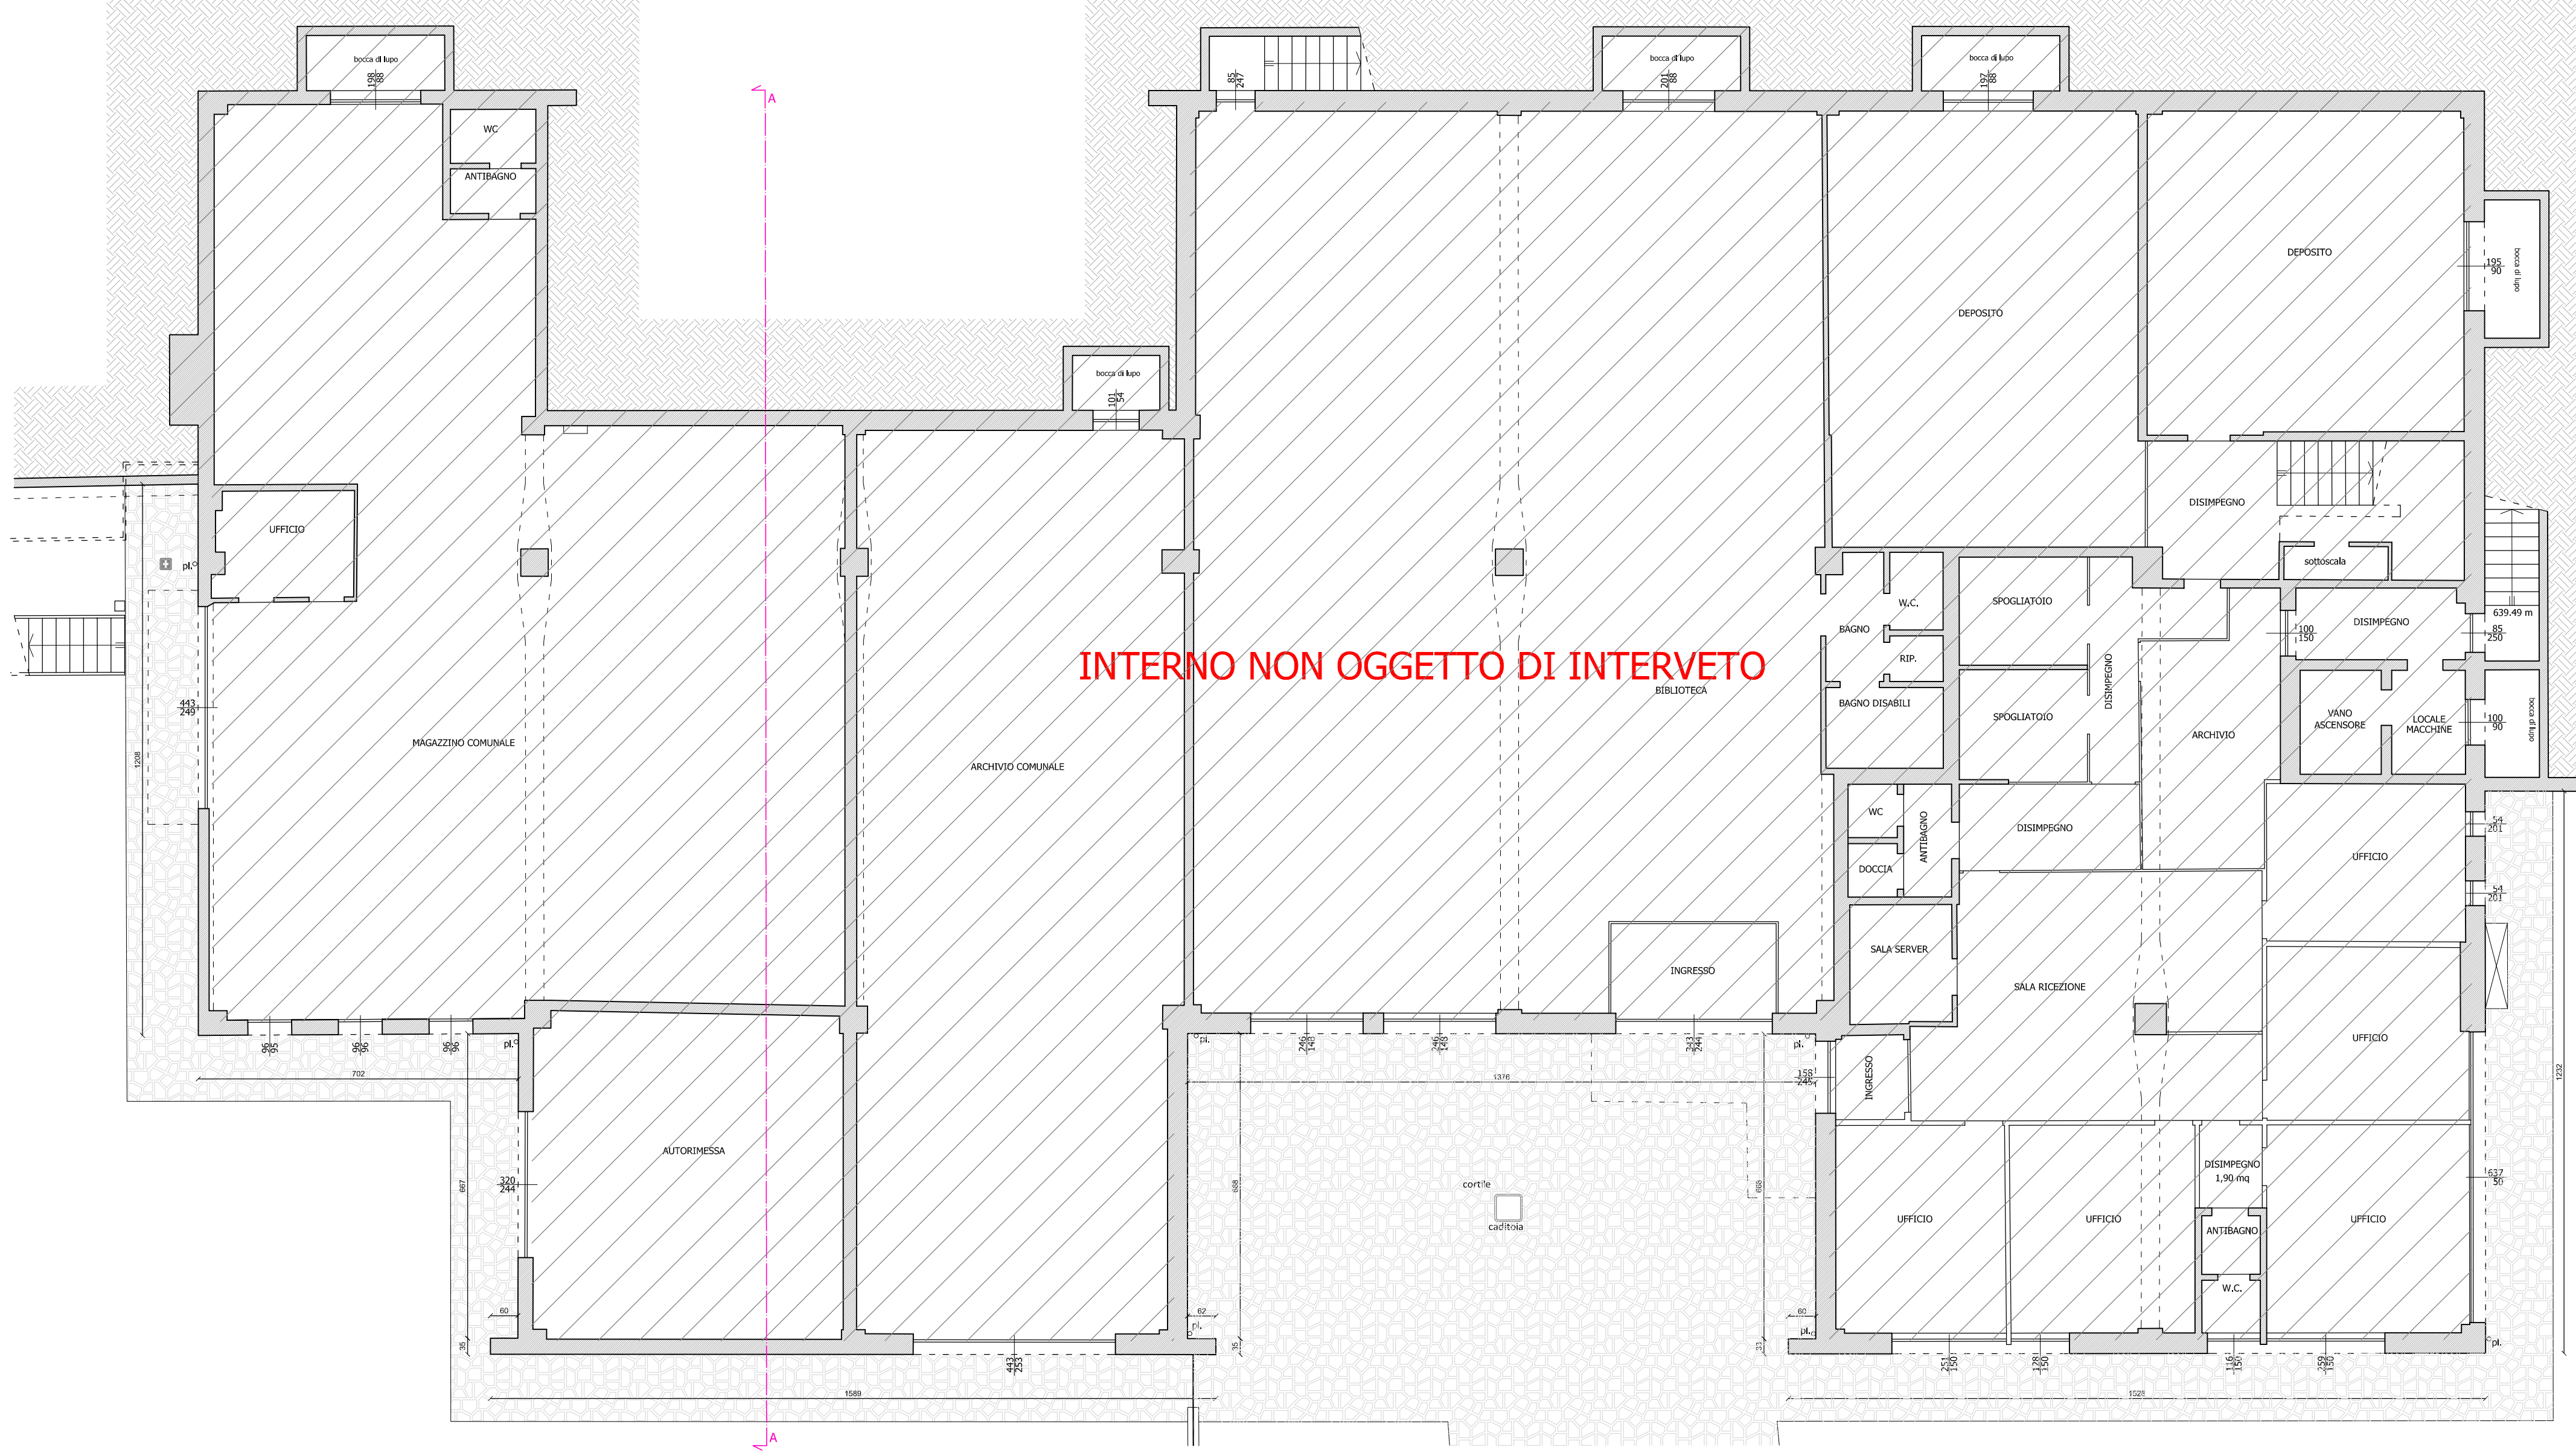 bocca di lupo
198
88
WC
ANTIBAGNO
A
85
247
bocca di lupo
201
88
bocca di lupo
197
88
DEPOSITO
195
90
bocca di lupo
DEPOSITO
bocca di lupo
101
54
UFFICIO
pl.
DISIMPEGNO
sottoscala
639.49 m
SPOGLIATOIO
W.C.
BAGNO
RIP.
DISIMPEGNO
100
150
85
250
INTERNO NON OGGETTO DI INTERVETO
BIBLIOTECA
BAGNO DISABILI
SPOGLIATOIO
DISIMPEGNO
ARCHIVIO
VANO
ASCENSORE
LOCALE
MACCHINE
100
90
bocca di lupo
443
249
1208
MAGAZZINO COMUNALE
ARCHIVIO COMUNALE
WC
ANTIBAGNO
DOCCIA
DISIMPEGNO
UFFICIO
54
201
54
201
SALA SERVER
INGRESSO
SALA RICEZIONE
UFFICIO
96
95
96
96
96
96
pl.
pl.
246
148
246
148
343
244
pl.
702
1376
158
245
INGRESSO
1232
AUTORIMESSA
667
320
244
688
668
cortile
caditoia
UFFICIO
UFFICIO
DISIMPEGNO
1,90 mq
ANTIBAGNO
W.C.
UFFICIO
637
50
60
62
pl.
60
pl.
pl.
35
35
33
443
253
251
150
128
150
116
150
259
150
1589
1528
A